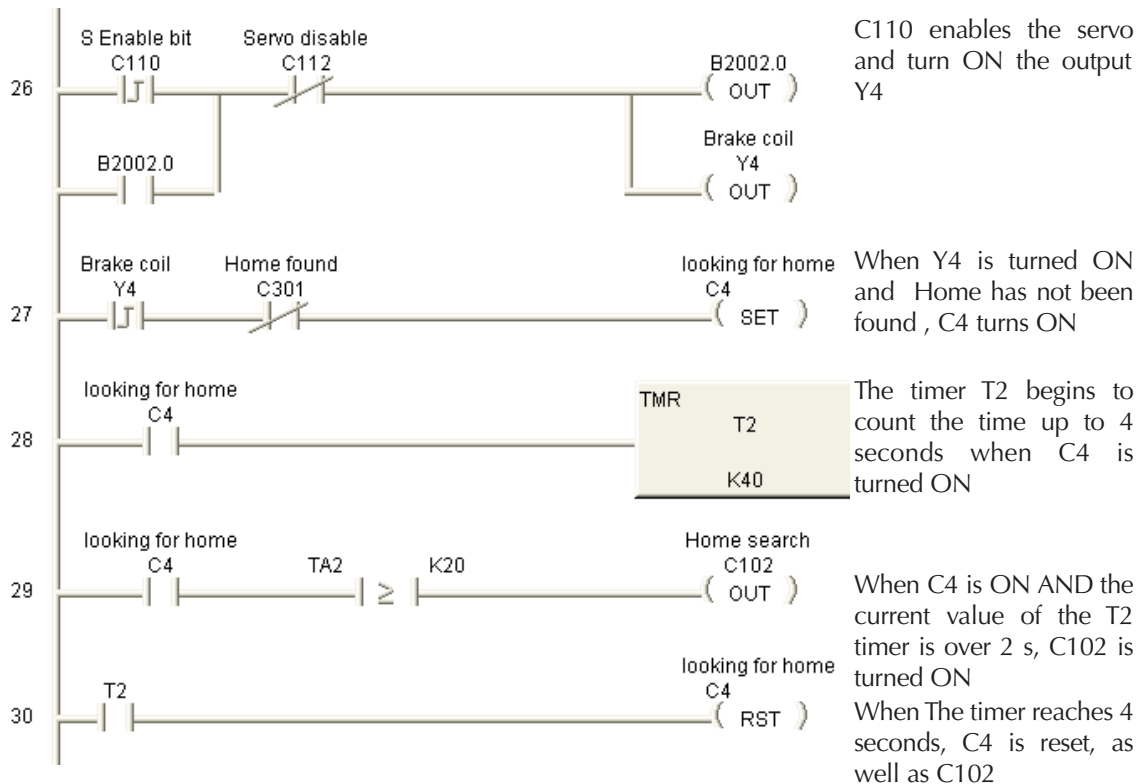 S Enable bit Servo disable
C110 C112 B2002.0
26 ( OUT )
Brake coil
B2002.0 Y4
( OUT )
C110 enables the servo
and turn ON the output
Y4
Brake coil Home found looking for home
Y4 C301 C4
27 ( SET )
When Y4 is turned ON
and Home has not been
found , C4 turns ON
looking for home
C4
28
TMR
T2
K40
The timer T2 begins to
count the time up to 4
seconds when C4 is
turned ON
looking for home Home search
C4 TA2 K20 C102
29 ≥ ( OUT )
When C4 is ON AND the
current value of the T2
timer is over 2 s, C102 is
turned ON
looking for home
T2 C4
30 ( RST )
When The timer reaches 4
seconds, C4 is reset, as
well as C102